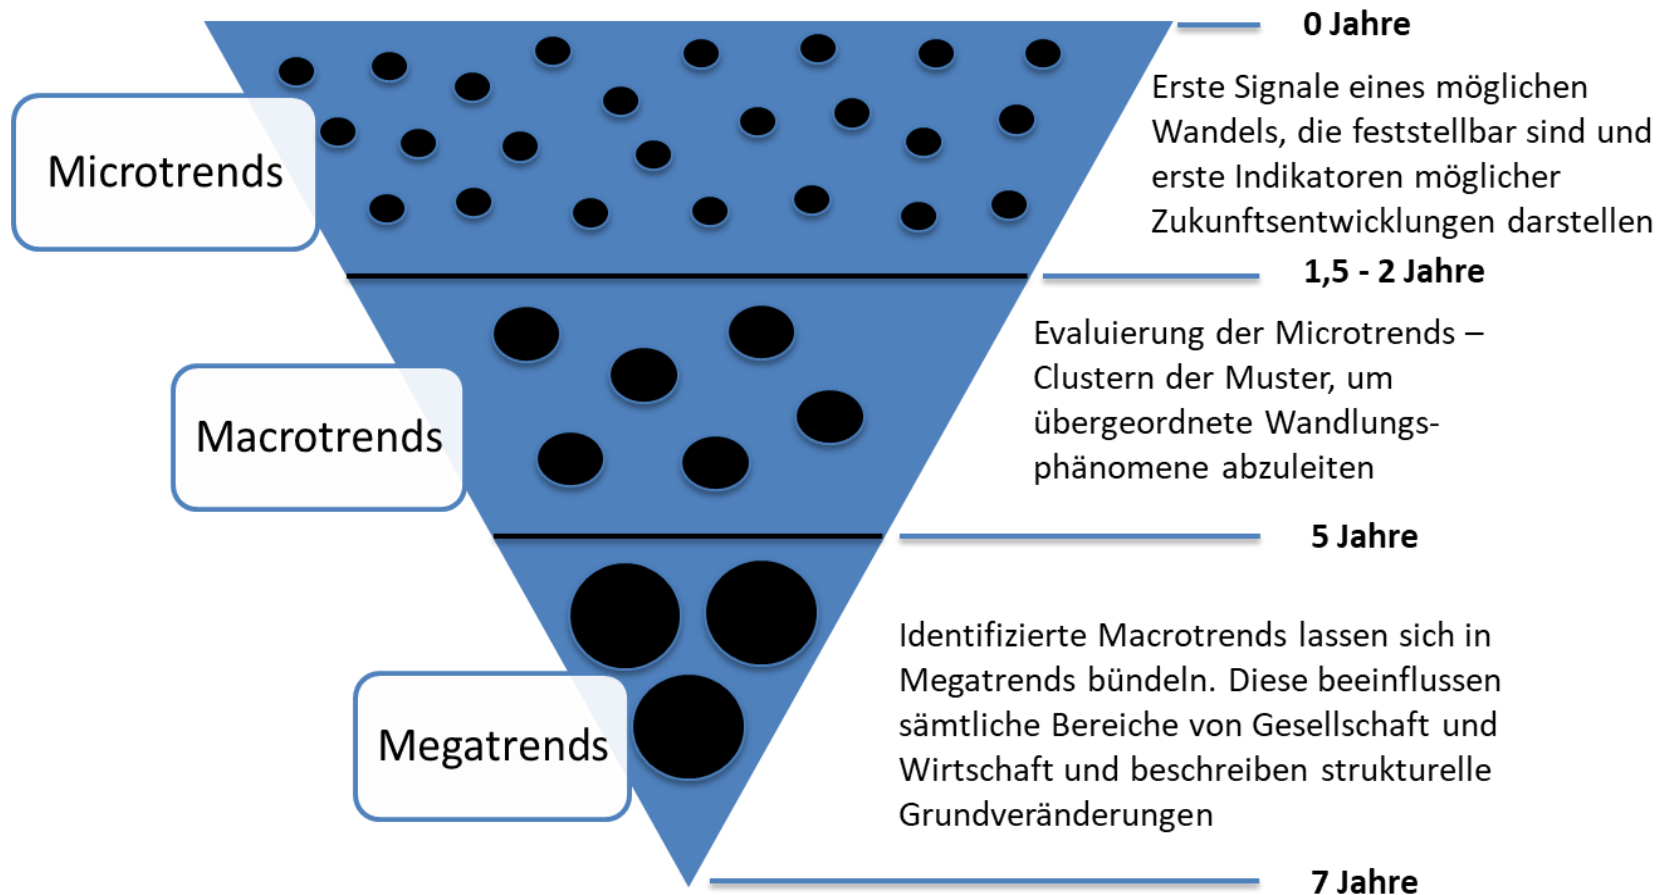 0 Jahre
Microtrends
Erste Signale eines möglichen
Wandels, die feststellbar sind und
erste Indikatoren möglicher
Zukunftsentwicklungen darstellen
1,5 - 2 Jahre
Macrotrends
Evaluierung der Microtrends –
Clustern der Muster, um
übergeordnete Wandlungs-
phänomene abzuleiten
5 Jahre
Megatrends
Identifizierte Macrotrends lassen sich in
Megatrends bündeln. Diese beeinflussen
sämtliche Bereiche von Gesellschaft und
Wirtschaft und beschreiben strukturelle
Grundveränderungen
7 Jahre